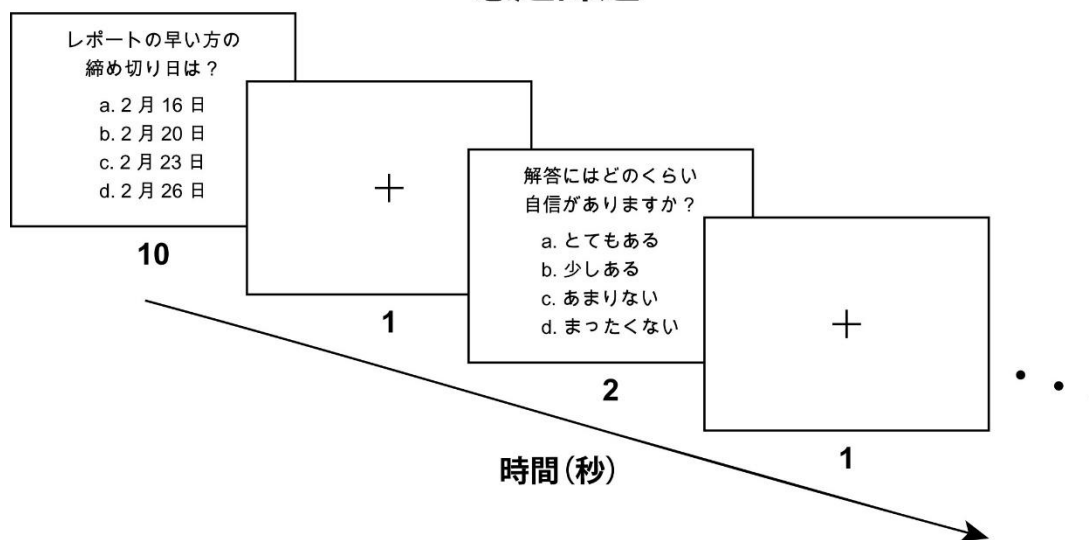 レポートの早い方の
締め切り日は？
a. 2 月 16 日
b. 2 月 20 日
c. 2 月 23 日
d. 2 月 26 日
10
1
解答にはどのくらい
自信がありますか？
a. とてもある
b. 少しある
c. あまりない
d. まったくない
2
1
時間(秒)